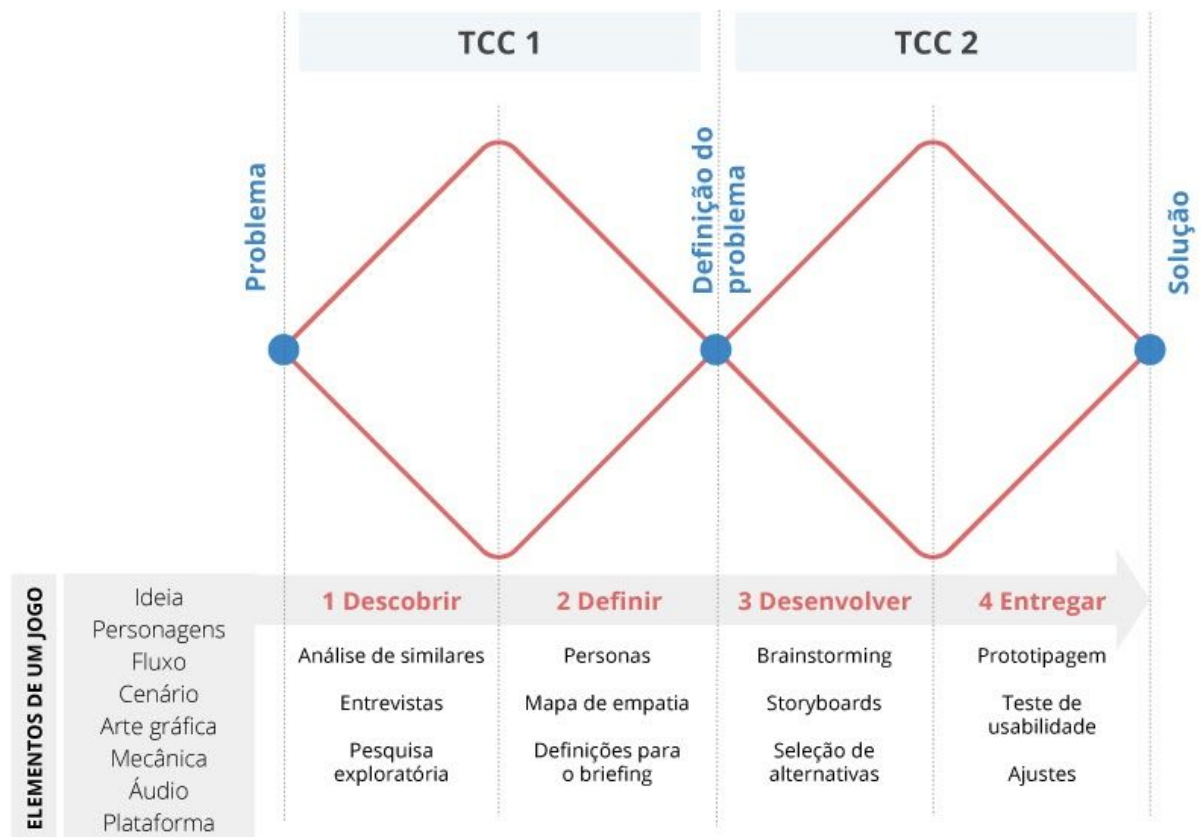 TCC 1
TCC 2
Problema
Definição do
problema
Solução
ELEMENTOS DE UM JOGO
Ideia
Personagens
Fluxo
Cenário
Arte gráfica
Mecânica
Áudio
Plataforma
1 Descobrir
Análise de similares
Entrevistas
Pesquisa
exploratória
2 Definir
Personas
Mapa de empatia
Definições para
o briefing
3 Desenvolver
Brainstorming
Storyboards
Seleção de
alternativas
4 Entregar
Prototipagem
Teste de
usabilidade
Ajustes